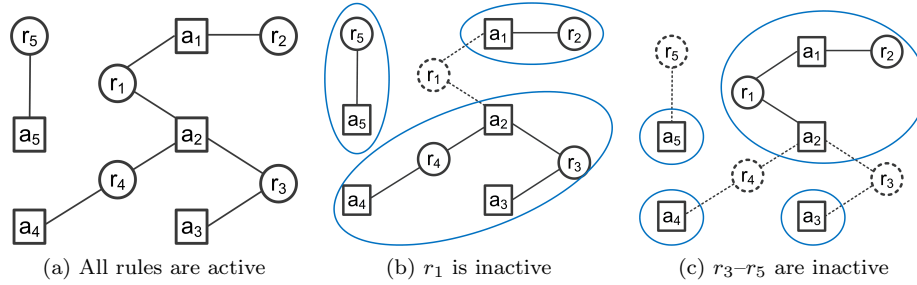 r5 a1 r2
r1
a5 a2
r4 r3
a4 a3
(a) All rules are active
r5 a1 r2
r1
a5 a2
r4 r3
a4 a3
(b) r1 is inactive
r5 a1 r2
r1
a5 a2
r4 r3
a4 a3
(c) r3–r5 are inactive